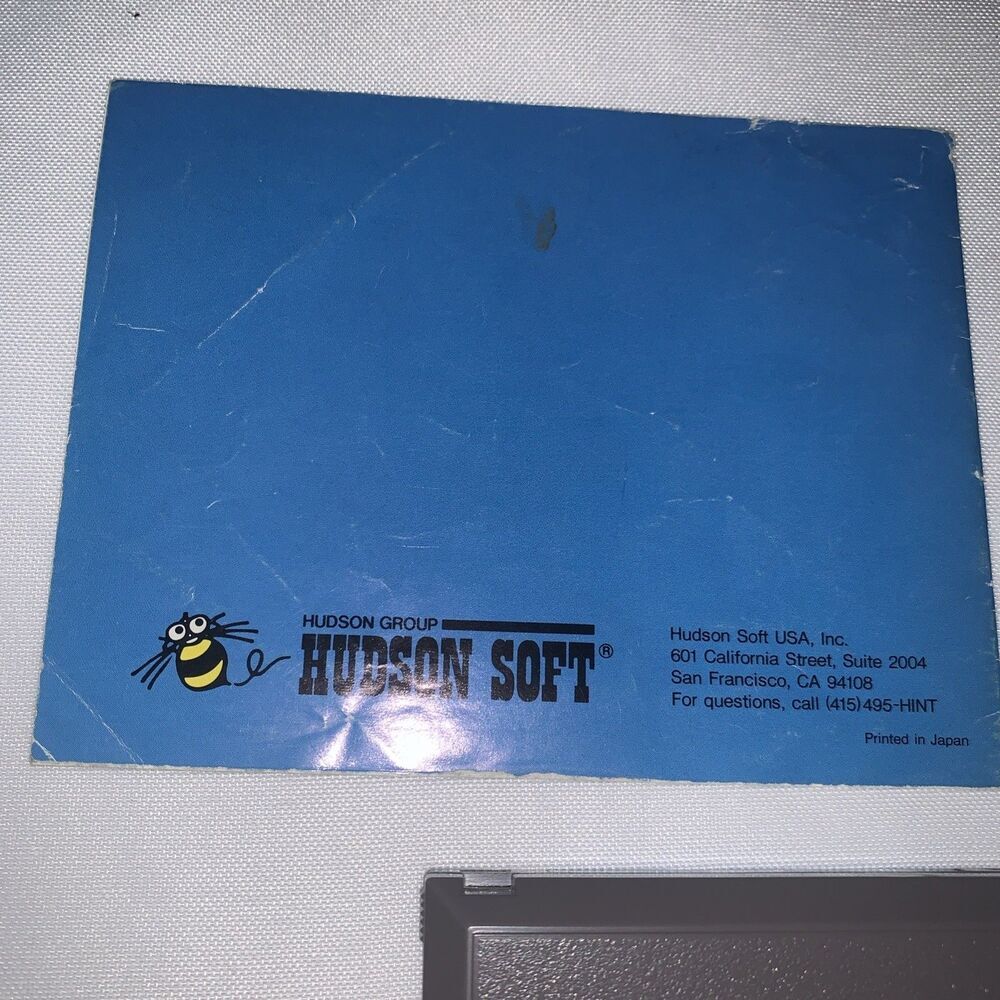 HUDSON GROUP
HUDSON SOFT®
Hudson Soft USA, Inc.
601 California Street, Suite 2004
San Francisco, CA 94108
For questions, call (415)495-HINT
Printed in Japan